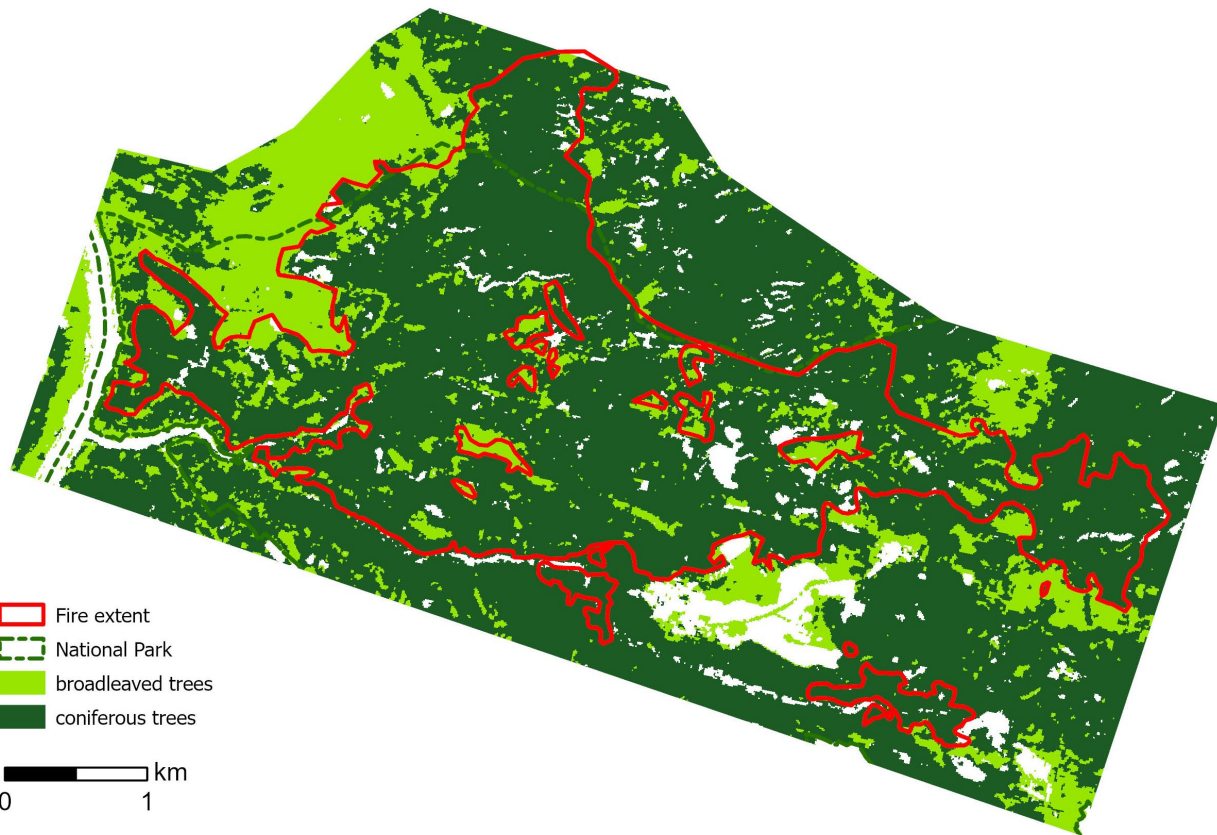 Fire extent
National Park
broadleaved trees
coniferous trees
km
0 1